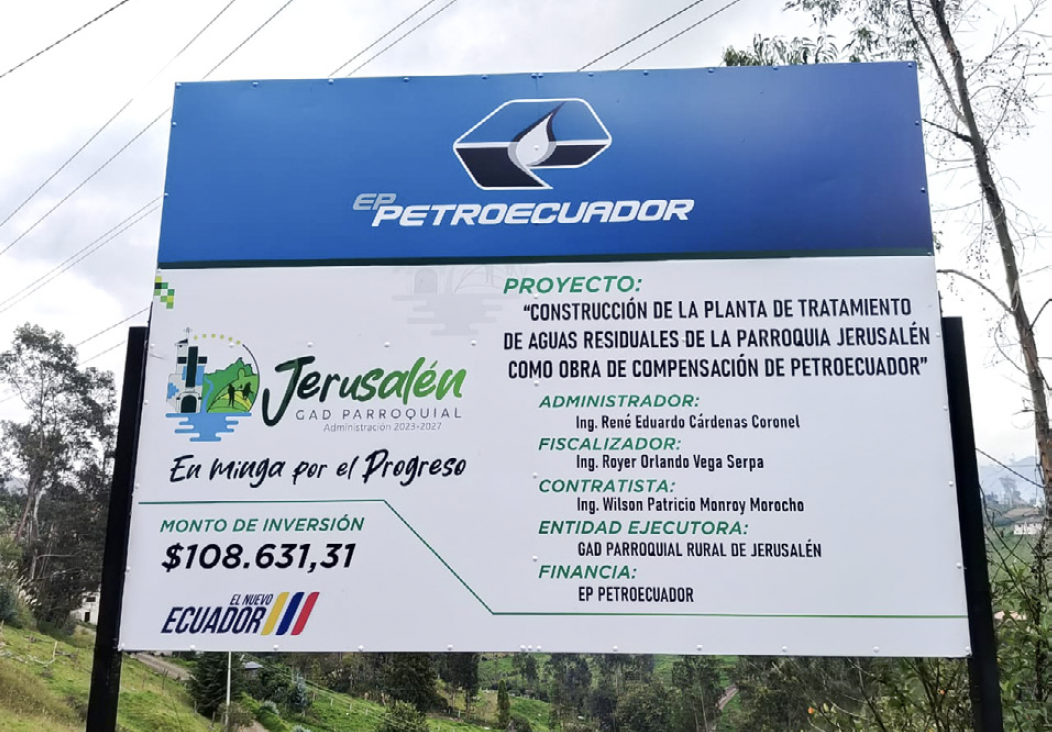 EP PETROECUADOR
PROYECTO:
“CONSTRUCCIÓN DE LA PLANTA DE TRATAMIENTO
DE AGUAS RESIDUALES DE LA PARROQUIA JERUSALÉN
COMO OBRA DE COMPENSACIÓN DE PETROECUADOR”
Jerusalén
GAD PARROQUIAL
Administración 2023-2027
En minga por el Progreso
MONTO DE INVERSIÓN
$108.631,31
EL NUEVO
ECUADOR
ADMINISTRADOR:
Ing. René Eduardo Cárdenas Coronel
FISCALIZADOR:
Ing. Royer Orlando Vega Serpa
CONTRATISTA:
Ing. Wilson Patricio Monroy Morocho
ENTIDAD EJECUTORA:
GAD PARROQUIAL RURAL DE JERUSALÉN
FINANCIA:
EP PETROECUADOR